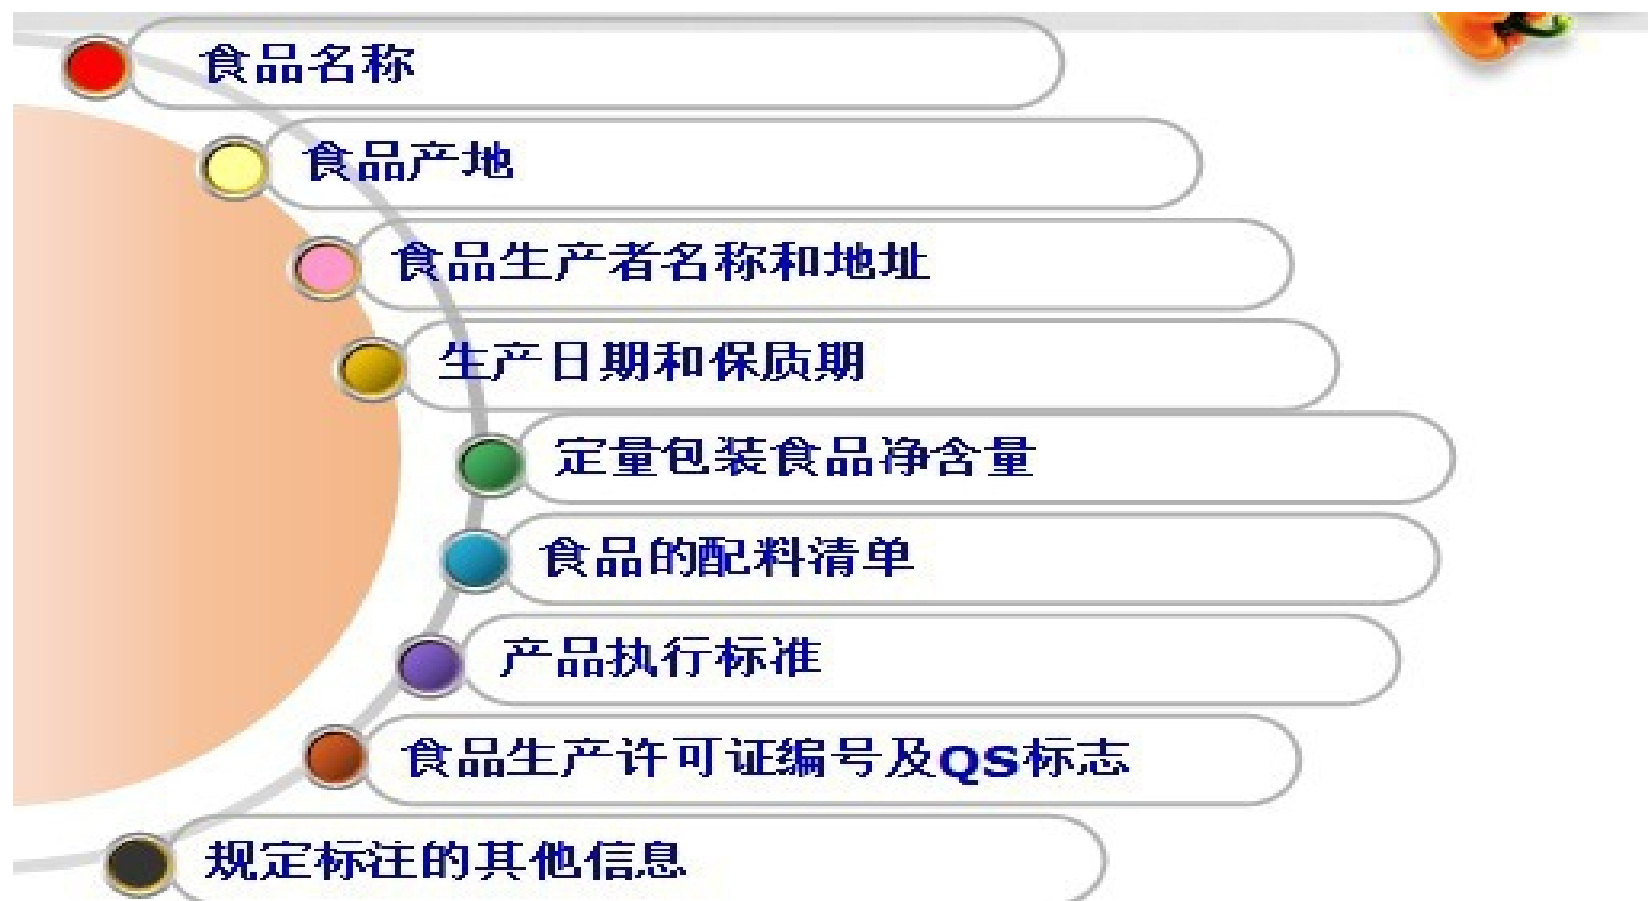 食品名称
食品产地
食品生产者名称和地址
生产日期和保质期
定量包装食品净含量
食品的配料清单
产品执行标准
食品生产许可证编号及QS标志
规定标注的其他信息